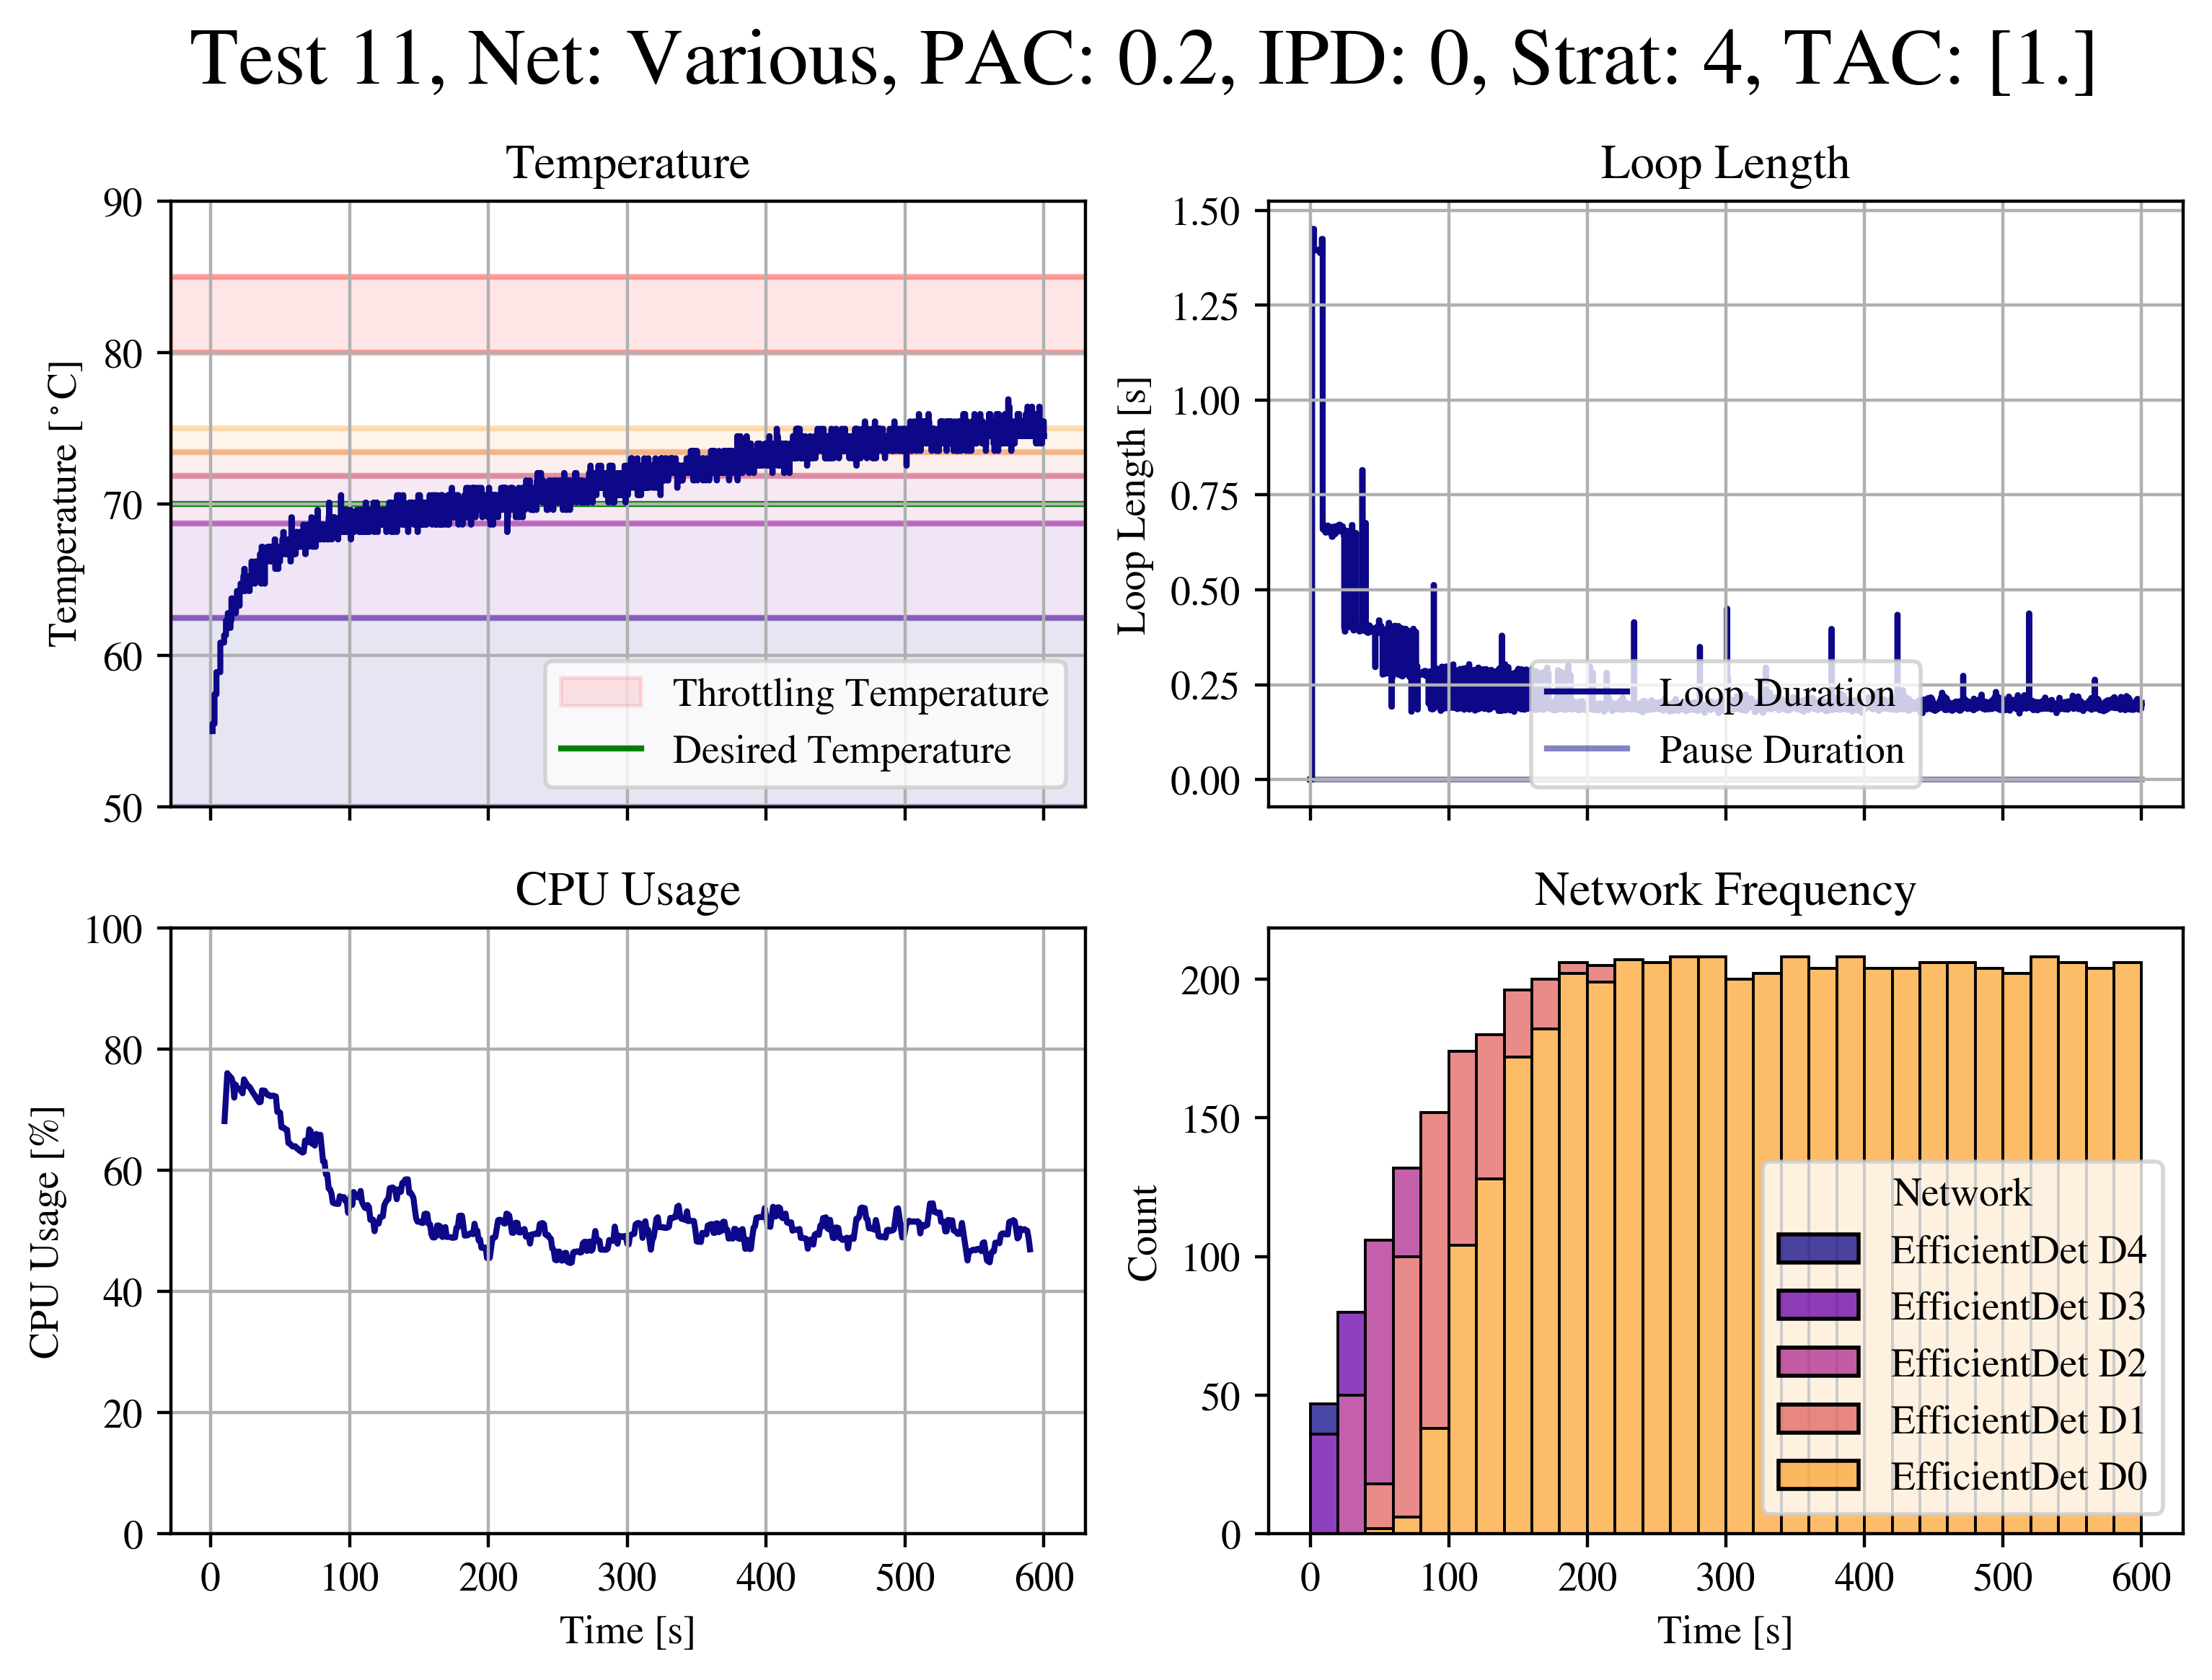 Test 11, Net: Various, PAC: 0.2, IPD: 0, Strat: 4, TAC: [1.]
Temperature
90
80
70
60
50
Temperature [°C]
Throttling Temperature
Desired Temperature
Loop Length
1.50
1.25
1.00
0.75
0.50
0.25
0.00
Loop Length [s]
Loop Duration
Pause Duration
CPU Usage
100
80
60
40
20
0
CPU Usage [%]
0 100 200 300 400 500 600
Time [s]
Network Frequency
200
150
100
50
0
Count
Network
EfficientDet D4
EfficientDet D3
EfficientDet D2
EfficientDet D1
EfficientDet D0
0 100 200 300 400 500 600
Time [s]